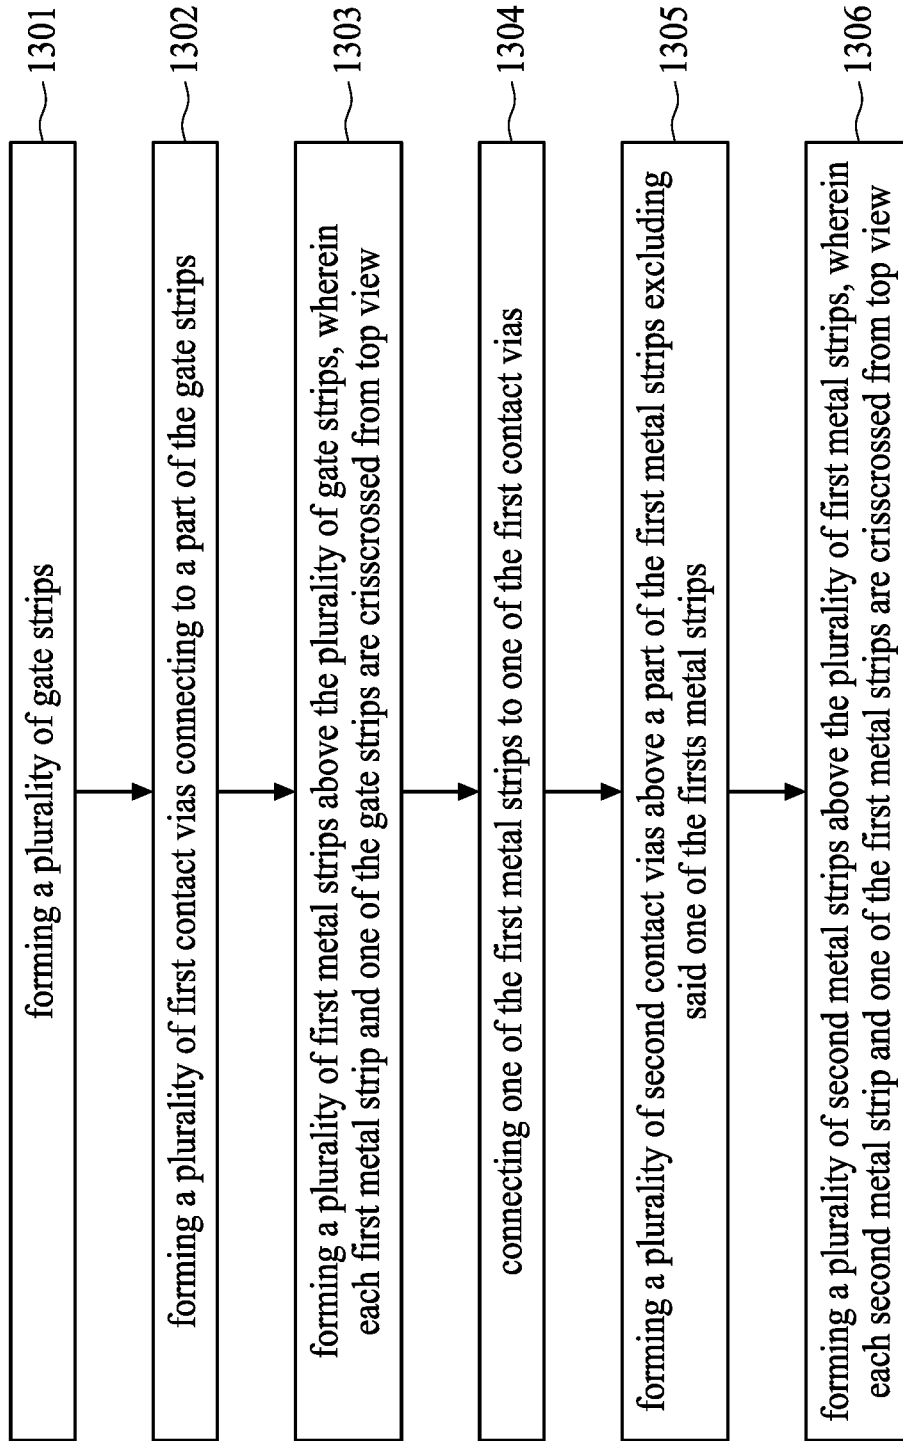 forming a plurality of gate strips
1301
forming a plurality of first contact vias connecting to a part of the gate strips
1302
forming a plurality of first metal strips above the plurality of gate strips, wherein
each first metal strip and one of the gate strips are crisscrossed from top view
1303
connecting one of the first metal strips to one of the first contact vias
1304
forming a plurality of second contact vias above a part of the first metal strips excluding
said one of the firsts metal strips
1305
forming a plurality of second metal strips above the plurality of first metal strips, wherein
each second metal strip and one of the first metal strips are crisscrossed from top view
1306